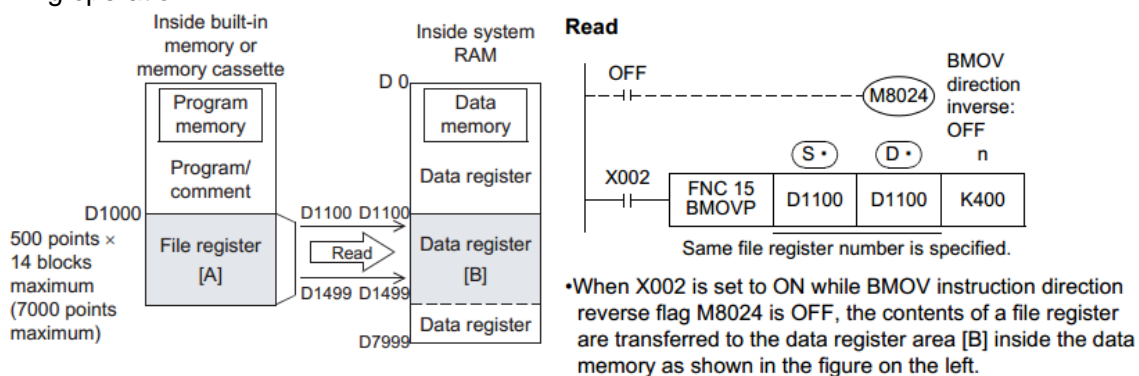 Inside built-in
memory or
memory cassette
Program
memory
Program/
comment
D1000
File register
[A]
500 points ×
14 blocks
maximum
(7000 points
maximum)
D1100 D1100
Read
D1499 D1499
Inside system
RAM
D 0
Data
memory
Data register
Data register
[B]
Data register
D7999
Read
OFF
M8024
BMOV
direction
inverse:
OFF
S •
D •
n
X002
FNC 15
BMOVP
D1100
D1100
K400
Same file register number is specified.
•When X002 is set to ON while BMOV instruction direction
reverse flag M8024 is OFF, the contents of a file register
are transferred to the data register area [B] inside the data
memory as shown in the figure on the left.